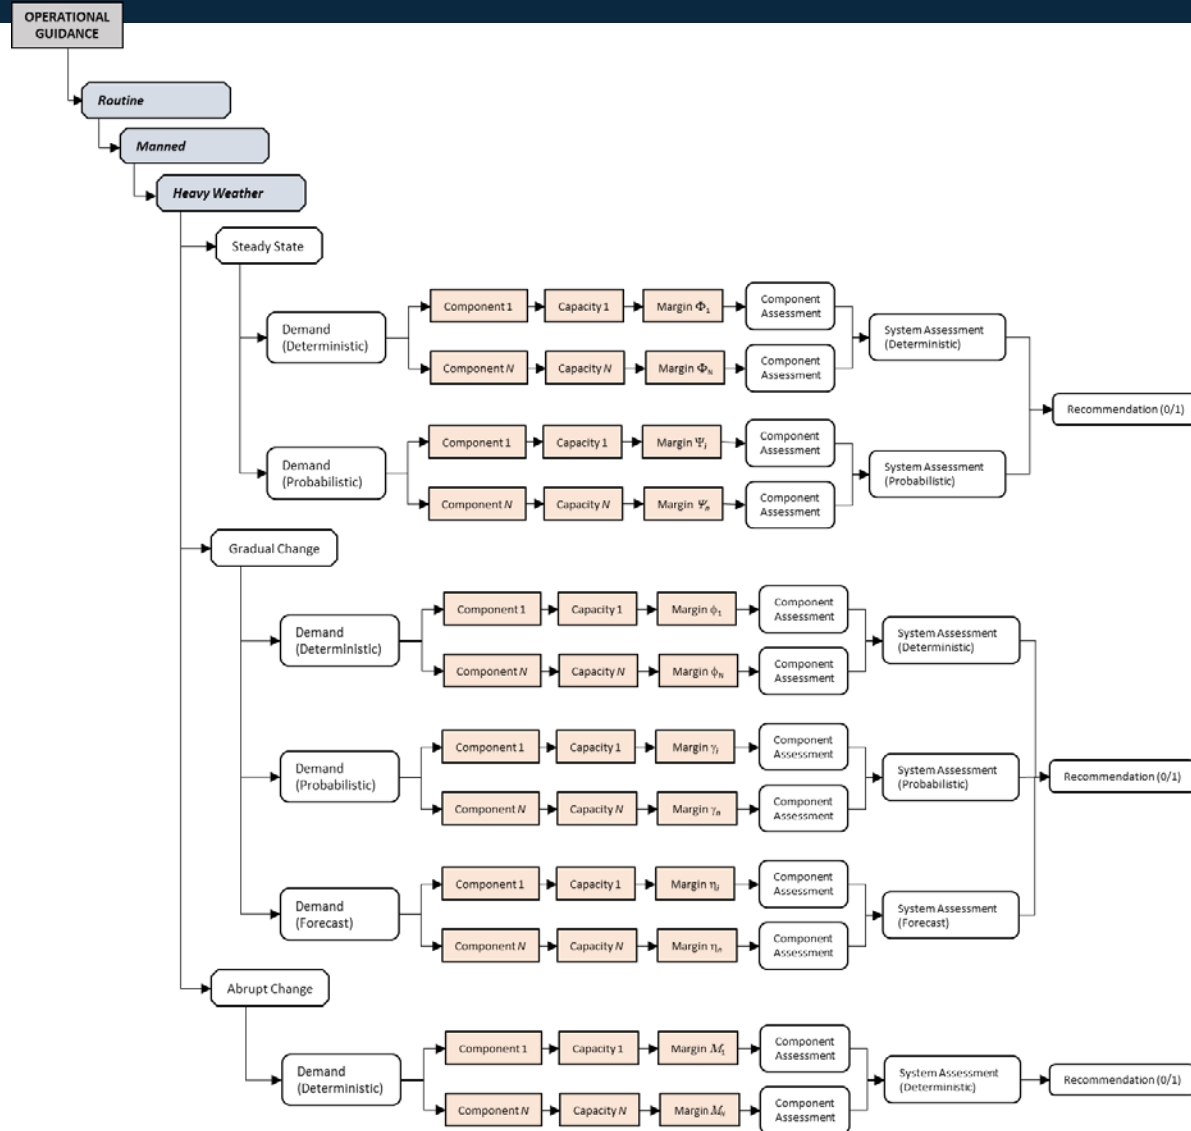 OPERATIONAL
GUIDANCE
Routine
Manned
Heavy Weather
Steady State
Demand
(Deterministic)
Component 1
Capacity 1
Margin Φ1
Component
Assessment
Component N
Capacity N
Margin ΦN
Component
Assessment
System Assessment
(Deterministic)
Demand
(Probabilistic)
Component 1
Capacity 1
Margin Ψi
Component
Assessment
Component N
Capacity N
Margin Ψn
Component
Assessment
System Assessment
(Probabilistic)
Recommendation (0/1)
Gradual Change
Demand
(Deterministic)
Component 1
Capacity 1
Margin ϕ1
Component
Assessment
Component N
Capacity N
Margin ϕN
Component
Assessment
System Assessment
(Deterministic)
Demand
(Probabilistic)
Component 1
Capacity 1
Margin γi
Component
Assessment
Component N
Capacity N
Margin γn
Component
Assessment
System Assessment
(Probabilistic)
Recommendation (0/1)
Demand
(Forecast)
Component 1
Capacity 1
Margin ηi
Component
Assessment
Component N
Capacity N
Margin ηn
Component
Assessment
System Assessment
(Forecast)
Abrupt Change
Demand
(Deterministic)
Component 1
Capacity 1
Margin M1
Component
Assessment
Component N
Capacity N
Margin MN
Component
Assessment
System Assessment
(Deterministic)
Recommendation (0/1)